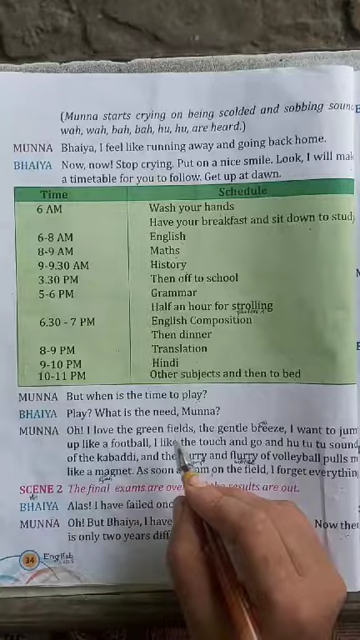 (Munna starts crying on being scolded and sobbing soun
wah, wah, bah, bah, hu, hu, are heard.)
MUNNA Bhaiya, I feel like running away and going back home.
BHAIYA Now, now! Stop crying. Put on a nice smile. Look, I will mak
a timetable for you to follow. Get up at dawn.
Time Schedule
6 AM Wash your hands
Have your breakfast and sit down to stud
6-8 AM English
8-9 AM Maths
9-9.30 AM History
3.30 PM Then off to school
5-6 PM Grammar
Half an hour for strolling
6.30 - 7 PM English Composition
Then dinner
8-9 PM Translation
9-10 PM Hindi
10-11 PM Other subjects and then to bed
MUNNA But when is the time to play?
BHAIYA Play? What is the need, Munna?
MUNNA Oh! I love the green fields, the gentle breeze, I want to jum
up like a football, I like the touch and go and hu tu tu sound
of the kabaddi, and the and flurry of volleyball pulls m
like a magnet. As soon on the field, I forget everythin
SCENE 2 The final exams are results are out.
BHAIYA Alas! I have failed onc
MUNNA Oh! But Bhaiya, I have Now the
is only two years diff
34 English